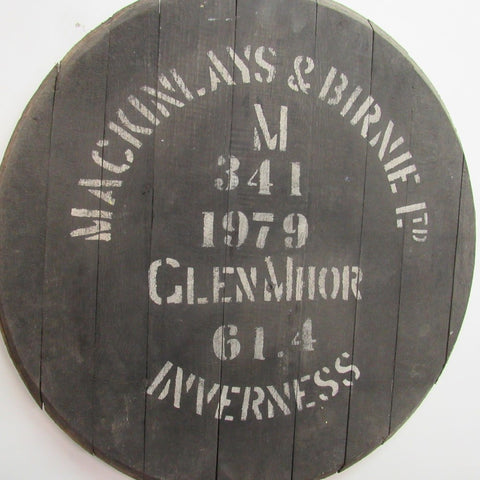 MACKINLAYS & BIRNIE LTD
M
341
1979
GLEN MHOR
61.4
INVERNESS